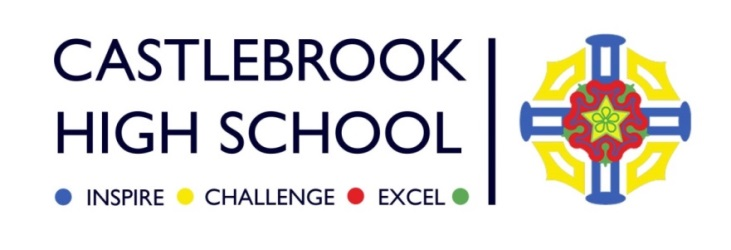 CASTLEBROOK
HIGH SCHOOL
• INSPIRE • CHALLENGE • EXCEL •